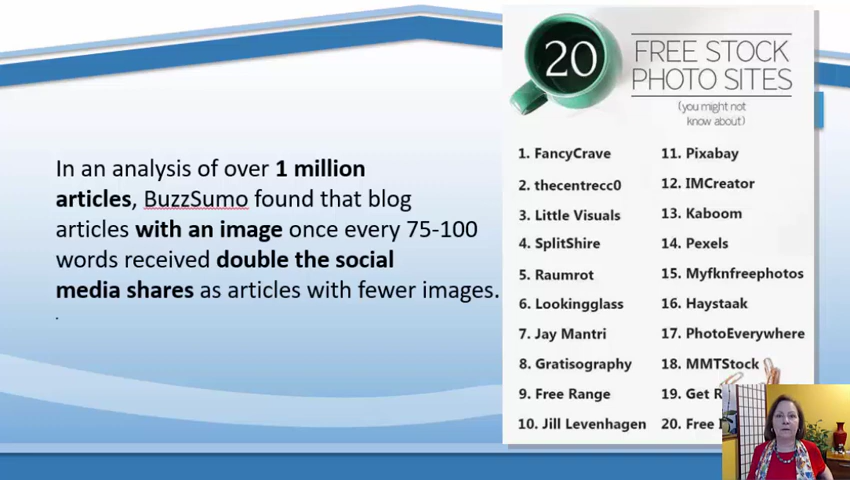 In an analysis of over 1 million
articles, BuzzSumo found that blog
articles with an image once every 75-100
words received double the social
media shares as articles with fewer images.
.
20
FREE STOCK
PHOTO SITES
(you might not
know about)
1. FancyCrave
2. thecentrecc0
3. Little Visuals
4. SplitShire
5. Raumrot
6. Lookingglass
7. Jay Mantri
8. Gratisography
9. Free Range
10. Jill Levenhagen
11. Pixabay
12. IMCreator
13. Kaboom
14. Pexels
15. Myfknfreephotos
16. Haystaak
17. PhotoEverywhere
18. MMTStock
19. Get
20. Free